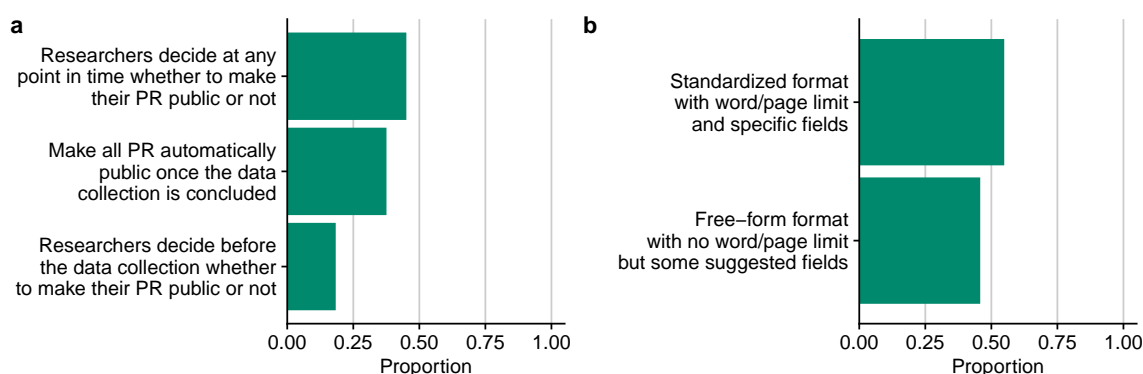 a
Researchers decide at any
point in time whether to make
their PR public or not
Make all PR automatically
public once the data
collection is concluded
Researchers decide before
the data collection whether
to make their PR public or not
0.00 0.25 0.50 0.75 1.00
Proportion
b
Standardized format
with word/page limit
and specific fields
Free−form format
with no word/page limit
but some suggested fields
0.00 0.25 0.50 0.75 1.00
Proportion